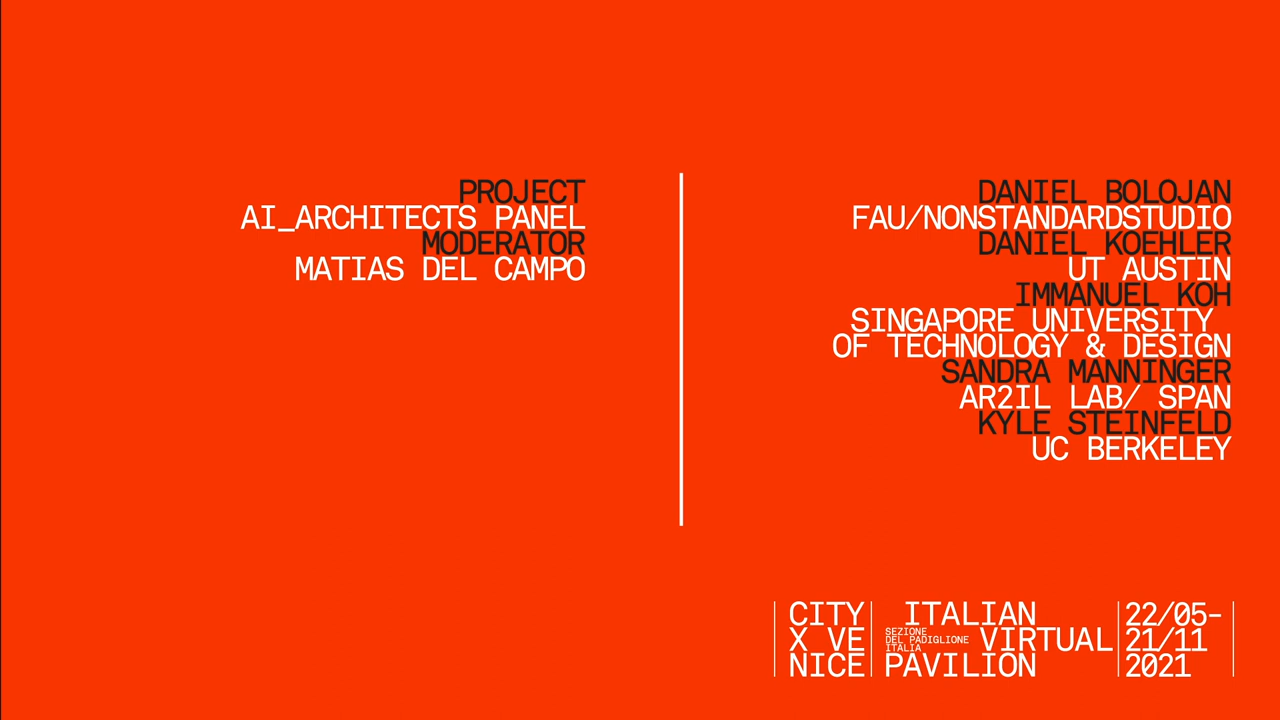 PROJECT
AI_ARCHITECTS PANEL
MODERATOR
MATIAS DEL CAMPO
DANIEL BOLOJAN
FAU/NONSTANDARDSTUDIO
DANIEL KOEHLER
UT AUSTIN
IMMANUEL KOH
SINGAPORE UNIVERSITY
OF TECHNOLOGY & DESIGN
SANDRA MANNINGER
AR2IL LAB/ SPAN
KYLE STEINFELD
UC BERKELEY
CITY
X VE
NICE
ITALIAN
SEZIONE
DEL PADIGLIONE
ITALIA
VIRTUAL
PAVILION
22/05-
21/11
2021